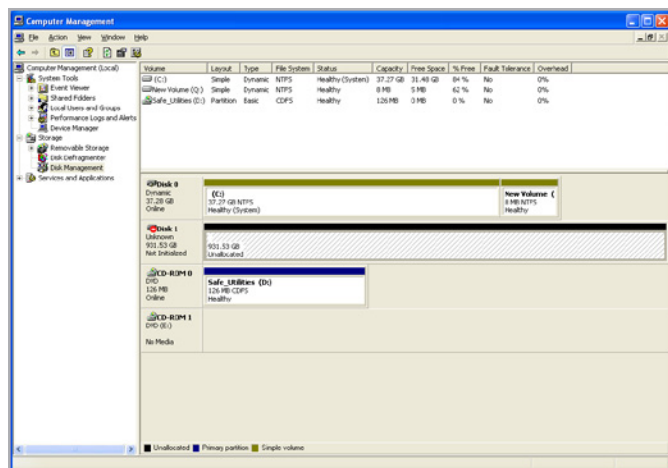 Computer Management
File Action View Window Help
Computer Management (Local)
System Tools
Event Viewer
Shared Folders
Local Users and Groups
Performance Logs and Alerts
Device Manager
Storage
Removable Storage
Disk Defragmenter
Disk Management
Services and Applications
Volume Layout Type File System Status Capacity Free Space % Free Fault Tolerance Overhead
(C:) Simple Dynamic NTFS Healthy (System) 37.27 GB 31.48 GB 84 % No 0%
New Volume (Q:) Simple Dynamic NTFS Healthy 8 MB 5 MB 62 % No 0%
Safe_Utilities (D:) Partition Basic CDFS Healthy 126 MB 0 MB 0 % No 0%
Disk 0
Dynamic
37.28 GB
Online
(C:)
37.27 GB NTFS
Healthy (System)
New Volume (
8 MB NTFS
Healthy
Disk 1
Unknown
931.53 GB
Not Initialized
931.53 GB
Unallocated
CD-ROM 0
DVD
126 MB
Online
Safe_Utilities (D:)
126 MB CDFS
Healthy
CD-ROM 1
DVD (E:)
No Media
Unallocated Primary partition Simple volume